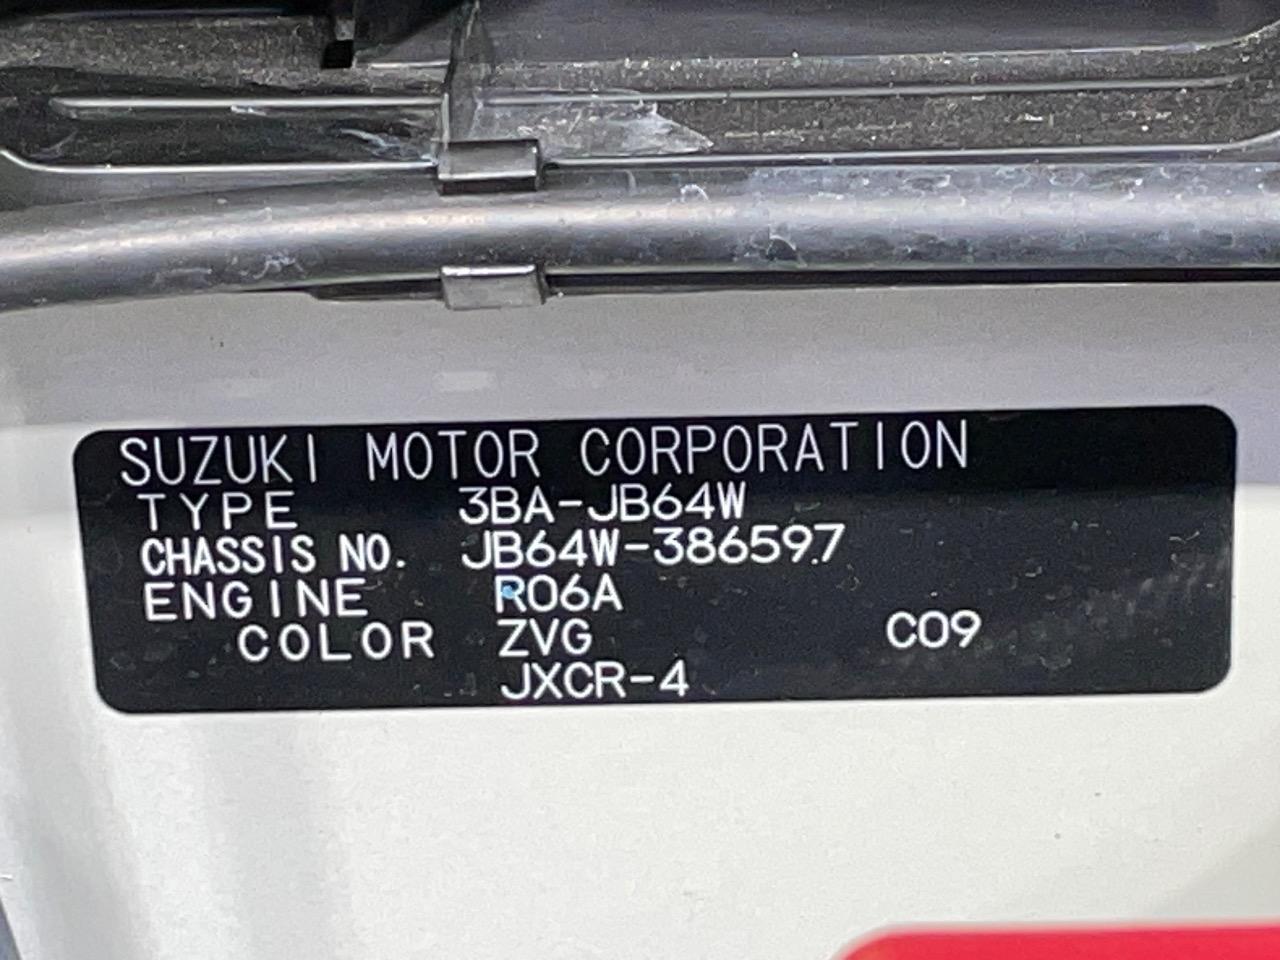 SUZUKI MOTOR CORPORATION
TYPE 3BA-JB64W
CHASSIS NO. JB64W-386597
ENGINE R06A
COLOR ZVG C09
JXCR-4